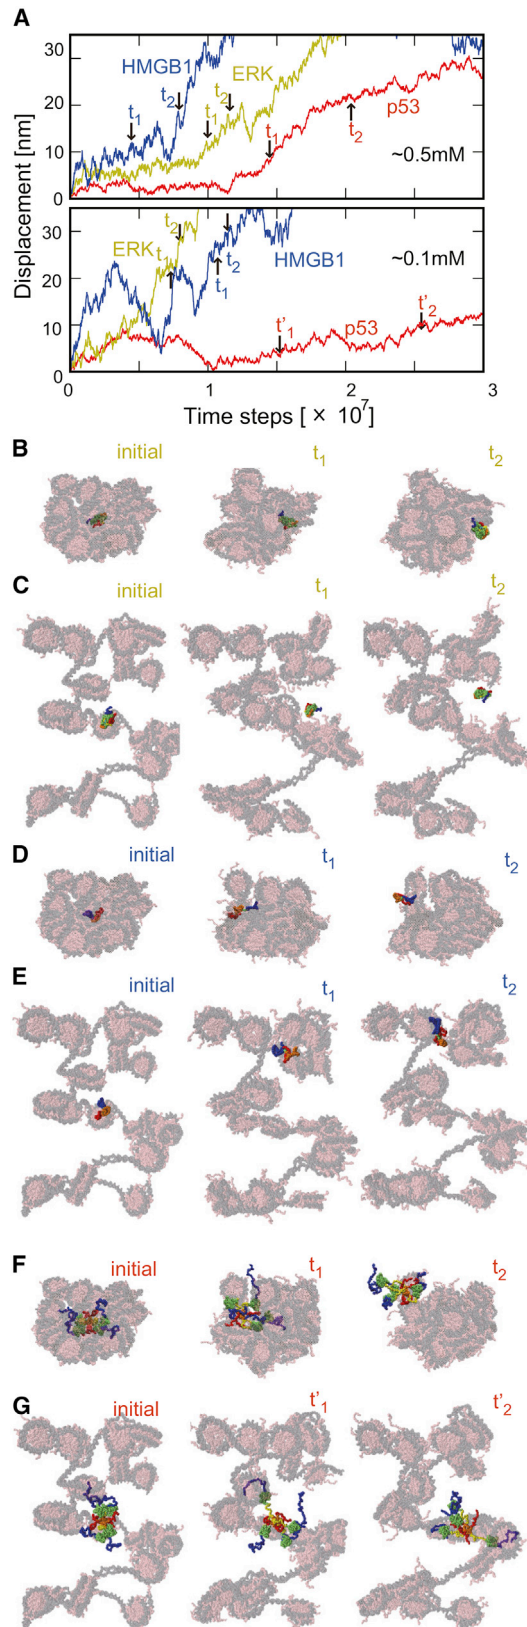 A
30
20
10
0
Displacement [nm]
HMGB1
ERK
t1
t2
t1
t2
t1
t2
p53
~0.5mM
30
20
10
0
ERK
t1
t2
t2
t1
HMGB1
~0.1mM
t'1
p53
t'2
0
1
2
3
Time steps [ × 10^7]
B
initial
t1
t2
C
initial
t1
t2
D
initial
t1
t2
E
initial
t1
t2
F
initial
t1
t2
G
initial
t'1
t'2